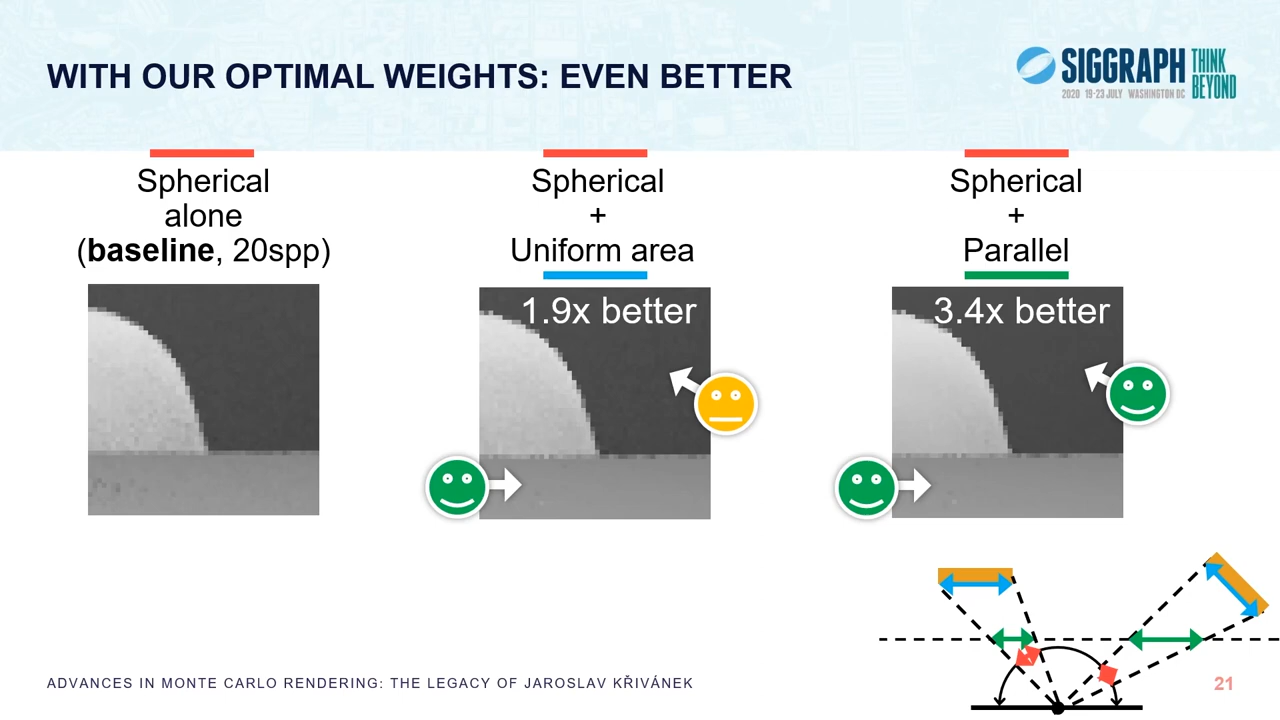 WITH OUR OPTIMAL WEIGHTS: EVEN BETTER
SIGGRAPH
THINK
BEYOND
2020 19-23 JULY WASHINGTON DC
Spherical
alone
(baseline, 20spp)
Spherical
+
Uniform area
1.9x better
Spherical
+
Parallel
3.4x better
ADVANCES IN MONTE CARLO RENDERING: THE LEGACY OF JAROSLAV KŘIVÁNEK
21